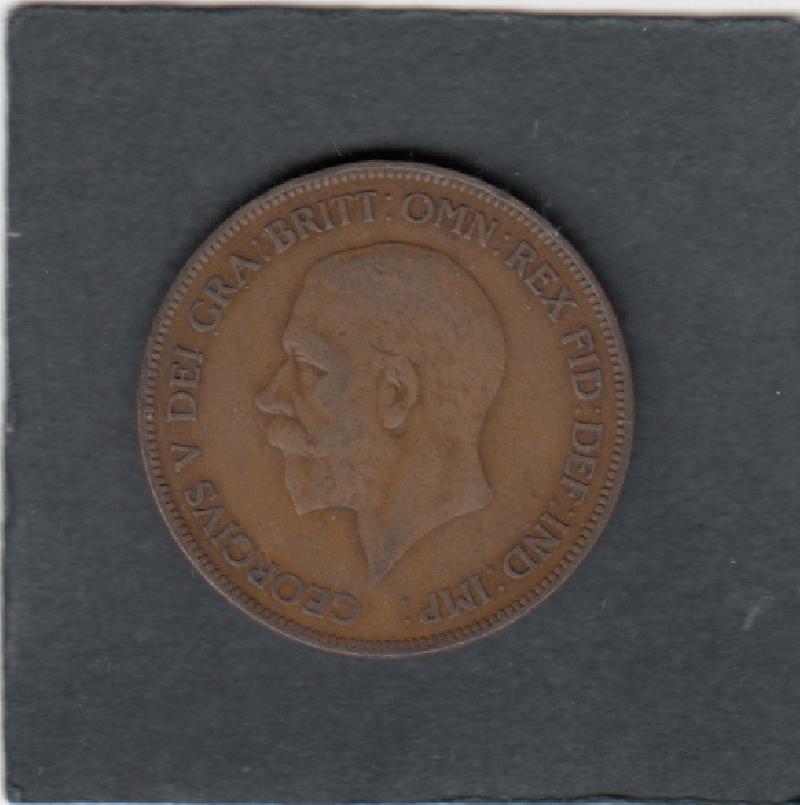 GEORGIVS V DEI GRA: BRITT: OMN: REX FID: DEF: IND: IMP: